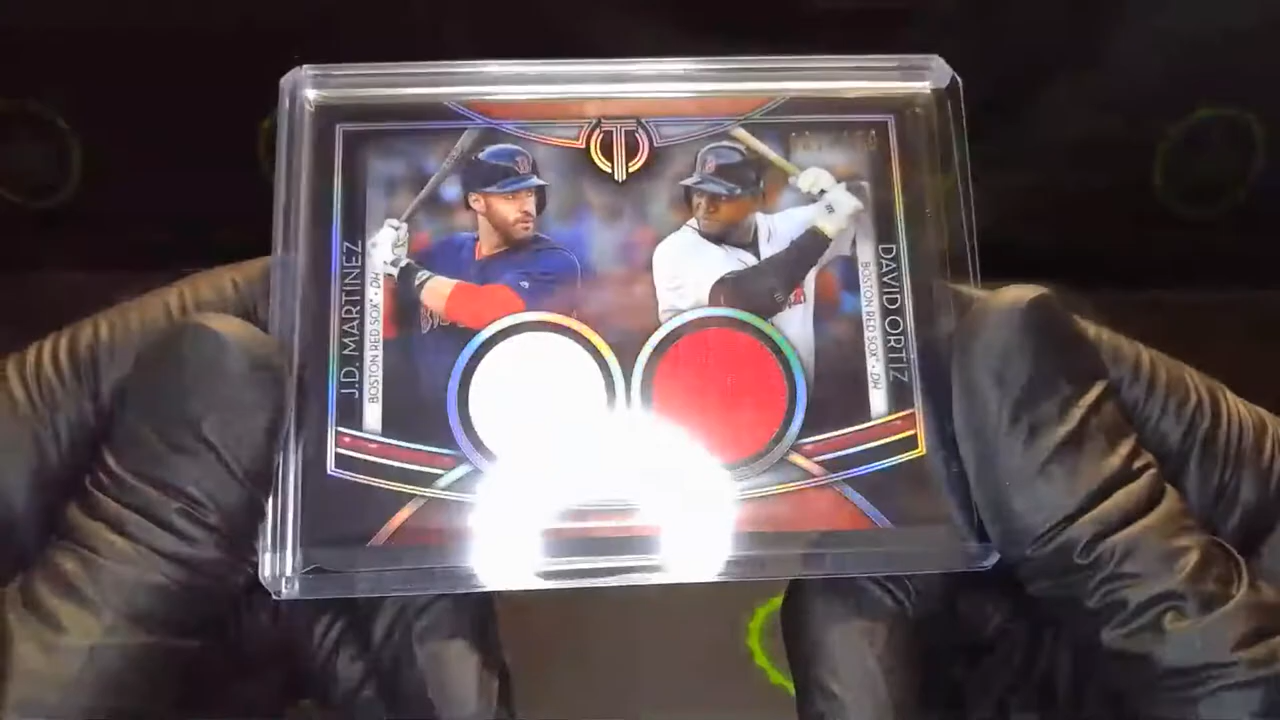 J.D. MARTINEZ
BOSTON RED SOX® • DH
DAVID ORTIZ
BOSTON RED SOX® • DH